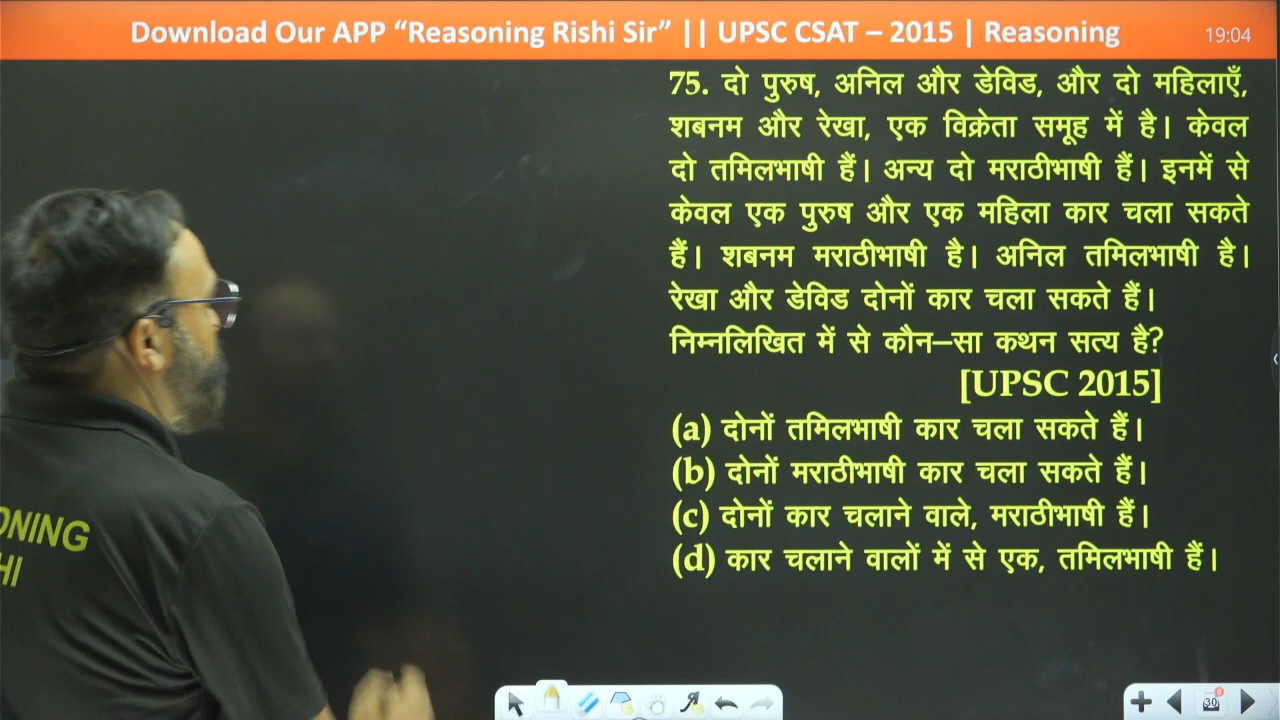 Download Our APP “Reasoning Rishi Sir” || UPSC CSAT – 2015 | Reasoning
19:04
75. दो पुरुष, अनिल और डेविड, और दो महिलाएँ,
शबनम और रेखा, एक विक्रेता समूह में है। केवल
दो तमिलभाषी हैं। अन्य दो मराठीभाषी हैं। इनमें से
केवल एक पुरुष और एक महिला कार चला सकते
हैं। शबनम मराठीभाषी है। अनिल तमिलभाषी है।
रेखा और डेविड दोनों कार चला सकते हैं।
निम्नलिखित में से कौन–सा कथन सत्य है?
[UPSC 2015]
(a) दोनों तमिलभाषी कार चला सकते हैं।
(b) दोनों मराठीभाषी कार चला सकते हैं।
(c) दोनों कार चलाने वाले, मराठीभाषी हैं।
(d) कार चलाने वालों में से एक, तमिलभाषी हैं।
ONING
HI
30